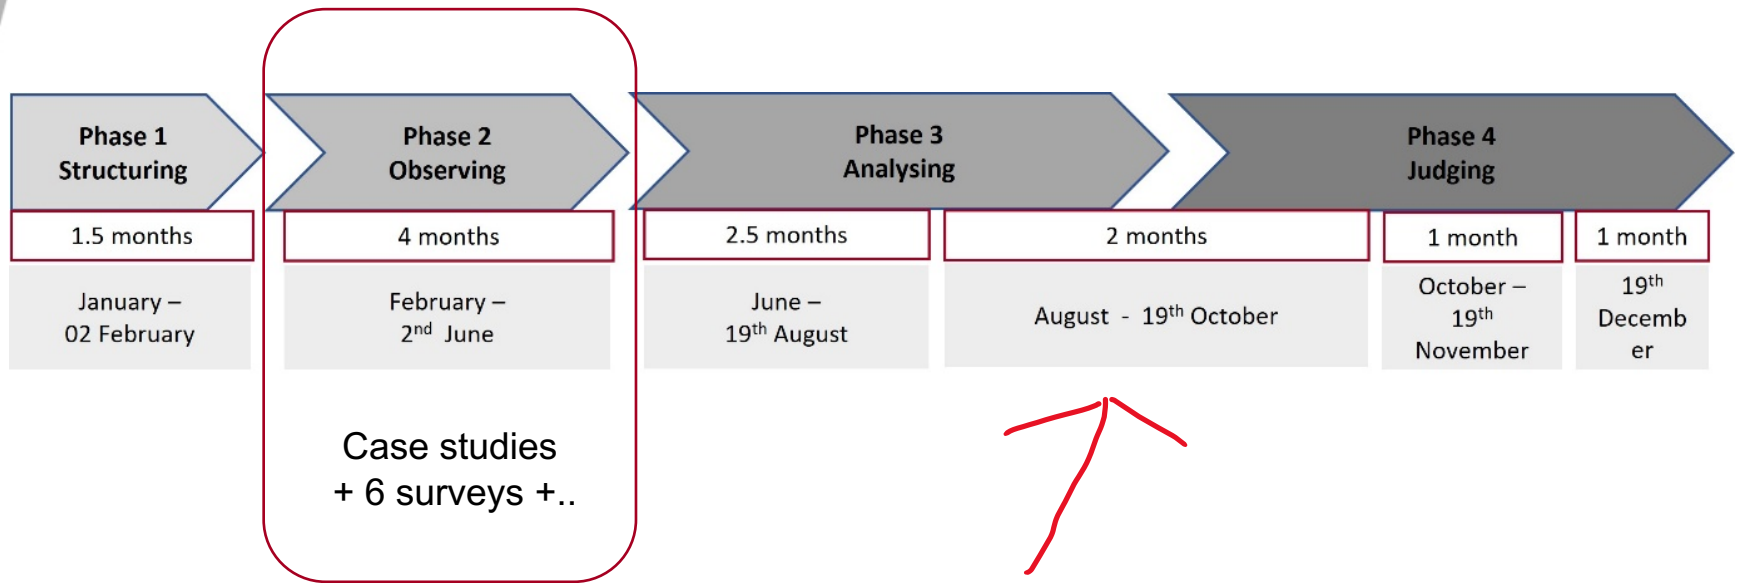 Phase 1
Structuring
Phase 2
Observing
Phase 3
Analysing
Phase 4
Judging
1.5 months
4 months
2.5 months
2 months
1 month
1 month
January –
02 February
February –
2nd June
June –
19th August
August - 19th October
October –
19th
November
19th
Decemb
er
Case studies
+ 6 surveys +..